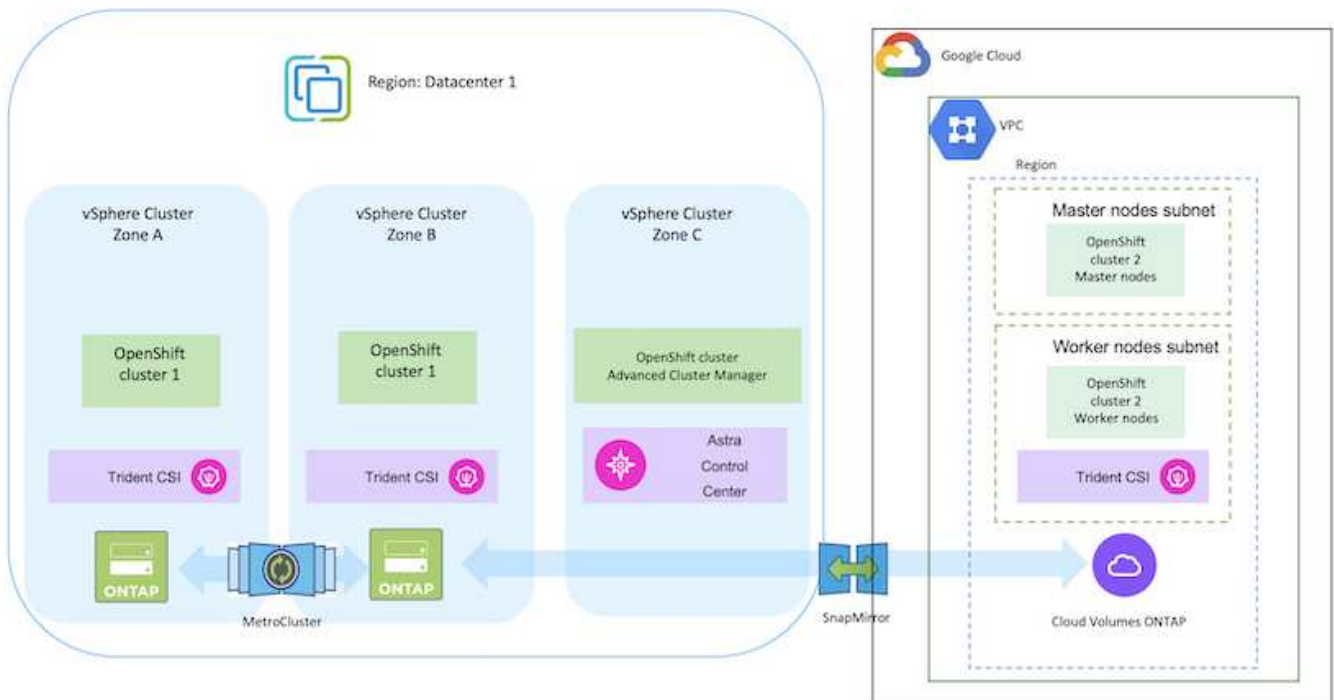 Region: Datacenter 1
vSphere Cluster
Zone A
OpenShift
cluster 1
Trident CSI
ONTAP
MetroCluster
vSphere Cluster
Zone B
OpenShift
cluster 1
Trident CSI
ONTAP
vSphere Cluster
Zone C
OpenShift cluster
Advanced Cluster Manager
Astra
Control
Center
SnapMirror
Google Cloud
VPC
Region
Master nodes subnet
OpenShift
cluster 2
Master nodes
Worker nodes subnet
OpenShift
cluster 2
Worker nodes
Trident CSI
Cloud Volumes ONTAP